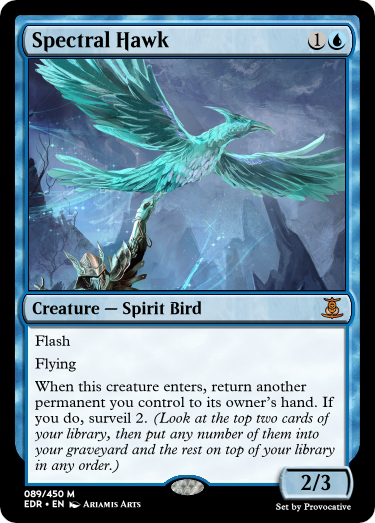 Spectral Hawk 1
Creature — Spirit Bird
Flash
Flying
When this creature enters, return another
permanent you control to its owner's hand. If
you do, surveil 2. (Look at the top two cards of
your library, then put any number of them into
your graveyard and the rest on top of your library
in any order.)
2/3
089/450 M
EDR • EN Ariamis Arts
Set by Provocative